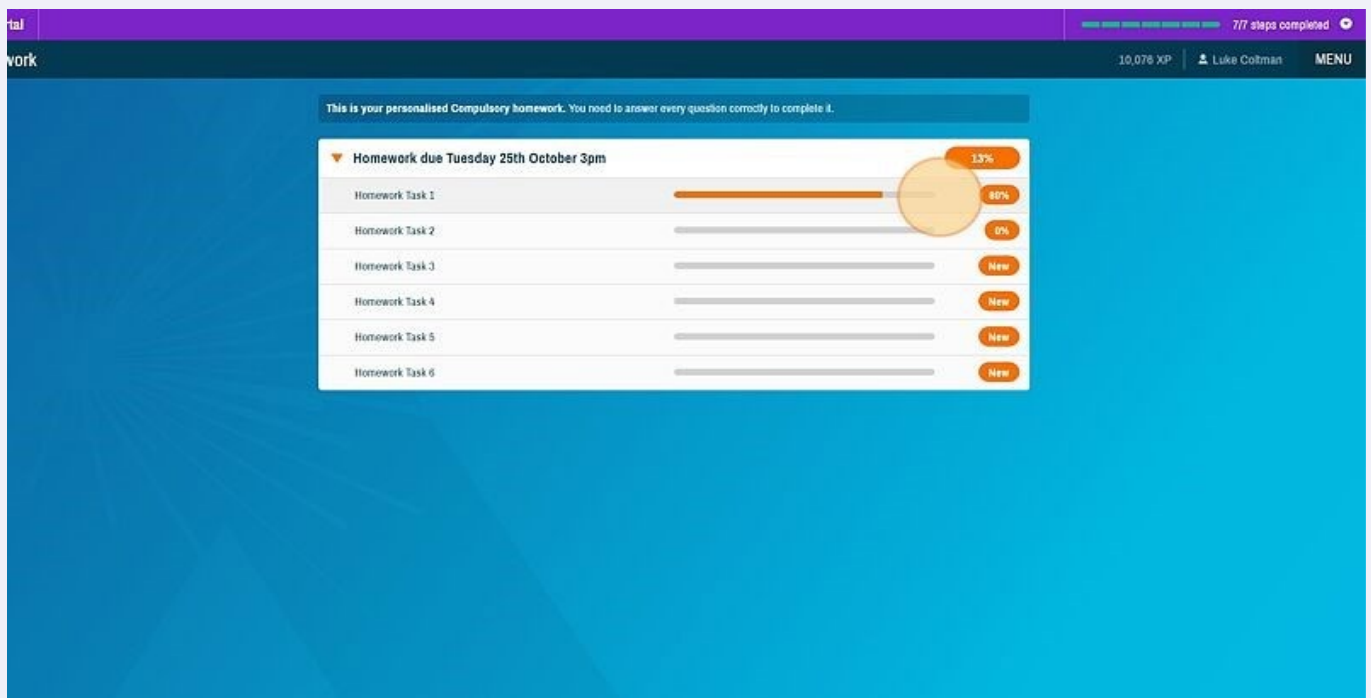 rtal
7/7 steps completed
work
10,076 XP
Luke Coltman
MENU
This is your personalised Compulsory homework. You need to answer every question correctly to complete it.
Homework due Tuesday 25th October 3pm
13%
Homework Task 1
80%
Homework Task 2
0%
Homework Task 3
New
Homework Task 4
New
Homework Task 5
New
Homework Task 6
New